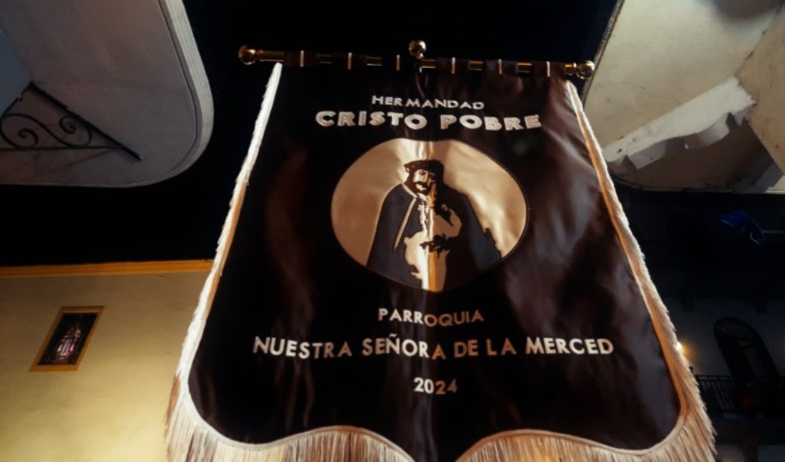 HERMANDAD
CRISTO POBRE
PARROQUIA
NUESTRA SEÑORA DE LA MERCED
2024